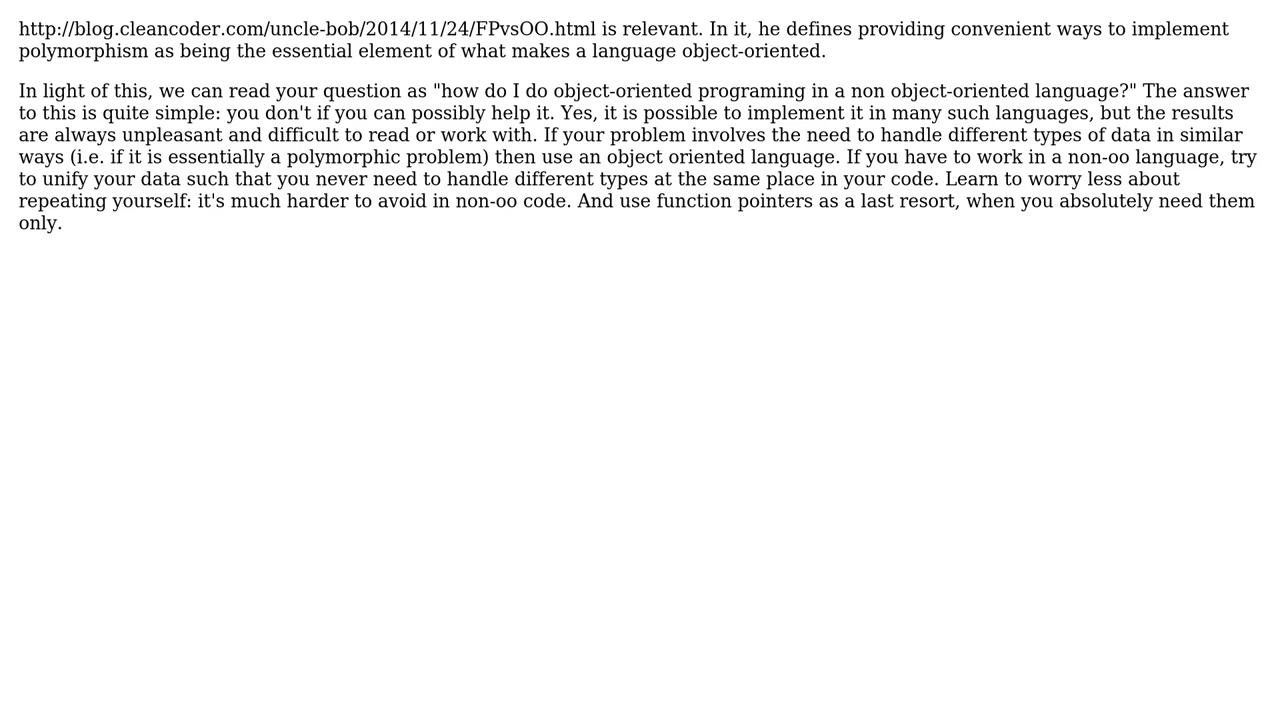 http://blog.cleancoder.com/uncle-bob/2014/11/24/FPvsOO.html is relevant. In it, he defines providing convenient ways to implement
polymorphism as being the essential element of what makes a language object-oriented.
In light of this, we can read your question as "how do I do object-oriented programing in a non object-oriented language?" The answer
to this is quite simple: you don't if you can possibly help it. Yes, it is possible to implement it in many such languages, but the results
are always unpleasant and difficult to read or work with. If your problem involves the need to handle different types of data in similar
ways (i.e. if it is essentially a polymorphic problem) then use an object oriented language. If you have to work in a non-oo language, try
to unify your data such that you never need to handle different types at the same place in your code. Learn to worry less about
repeating yourself: it's much harder to avoid in non-oo code. And use function pointers as a last resort, when you absolutely need them
only.